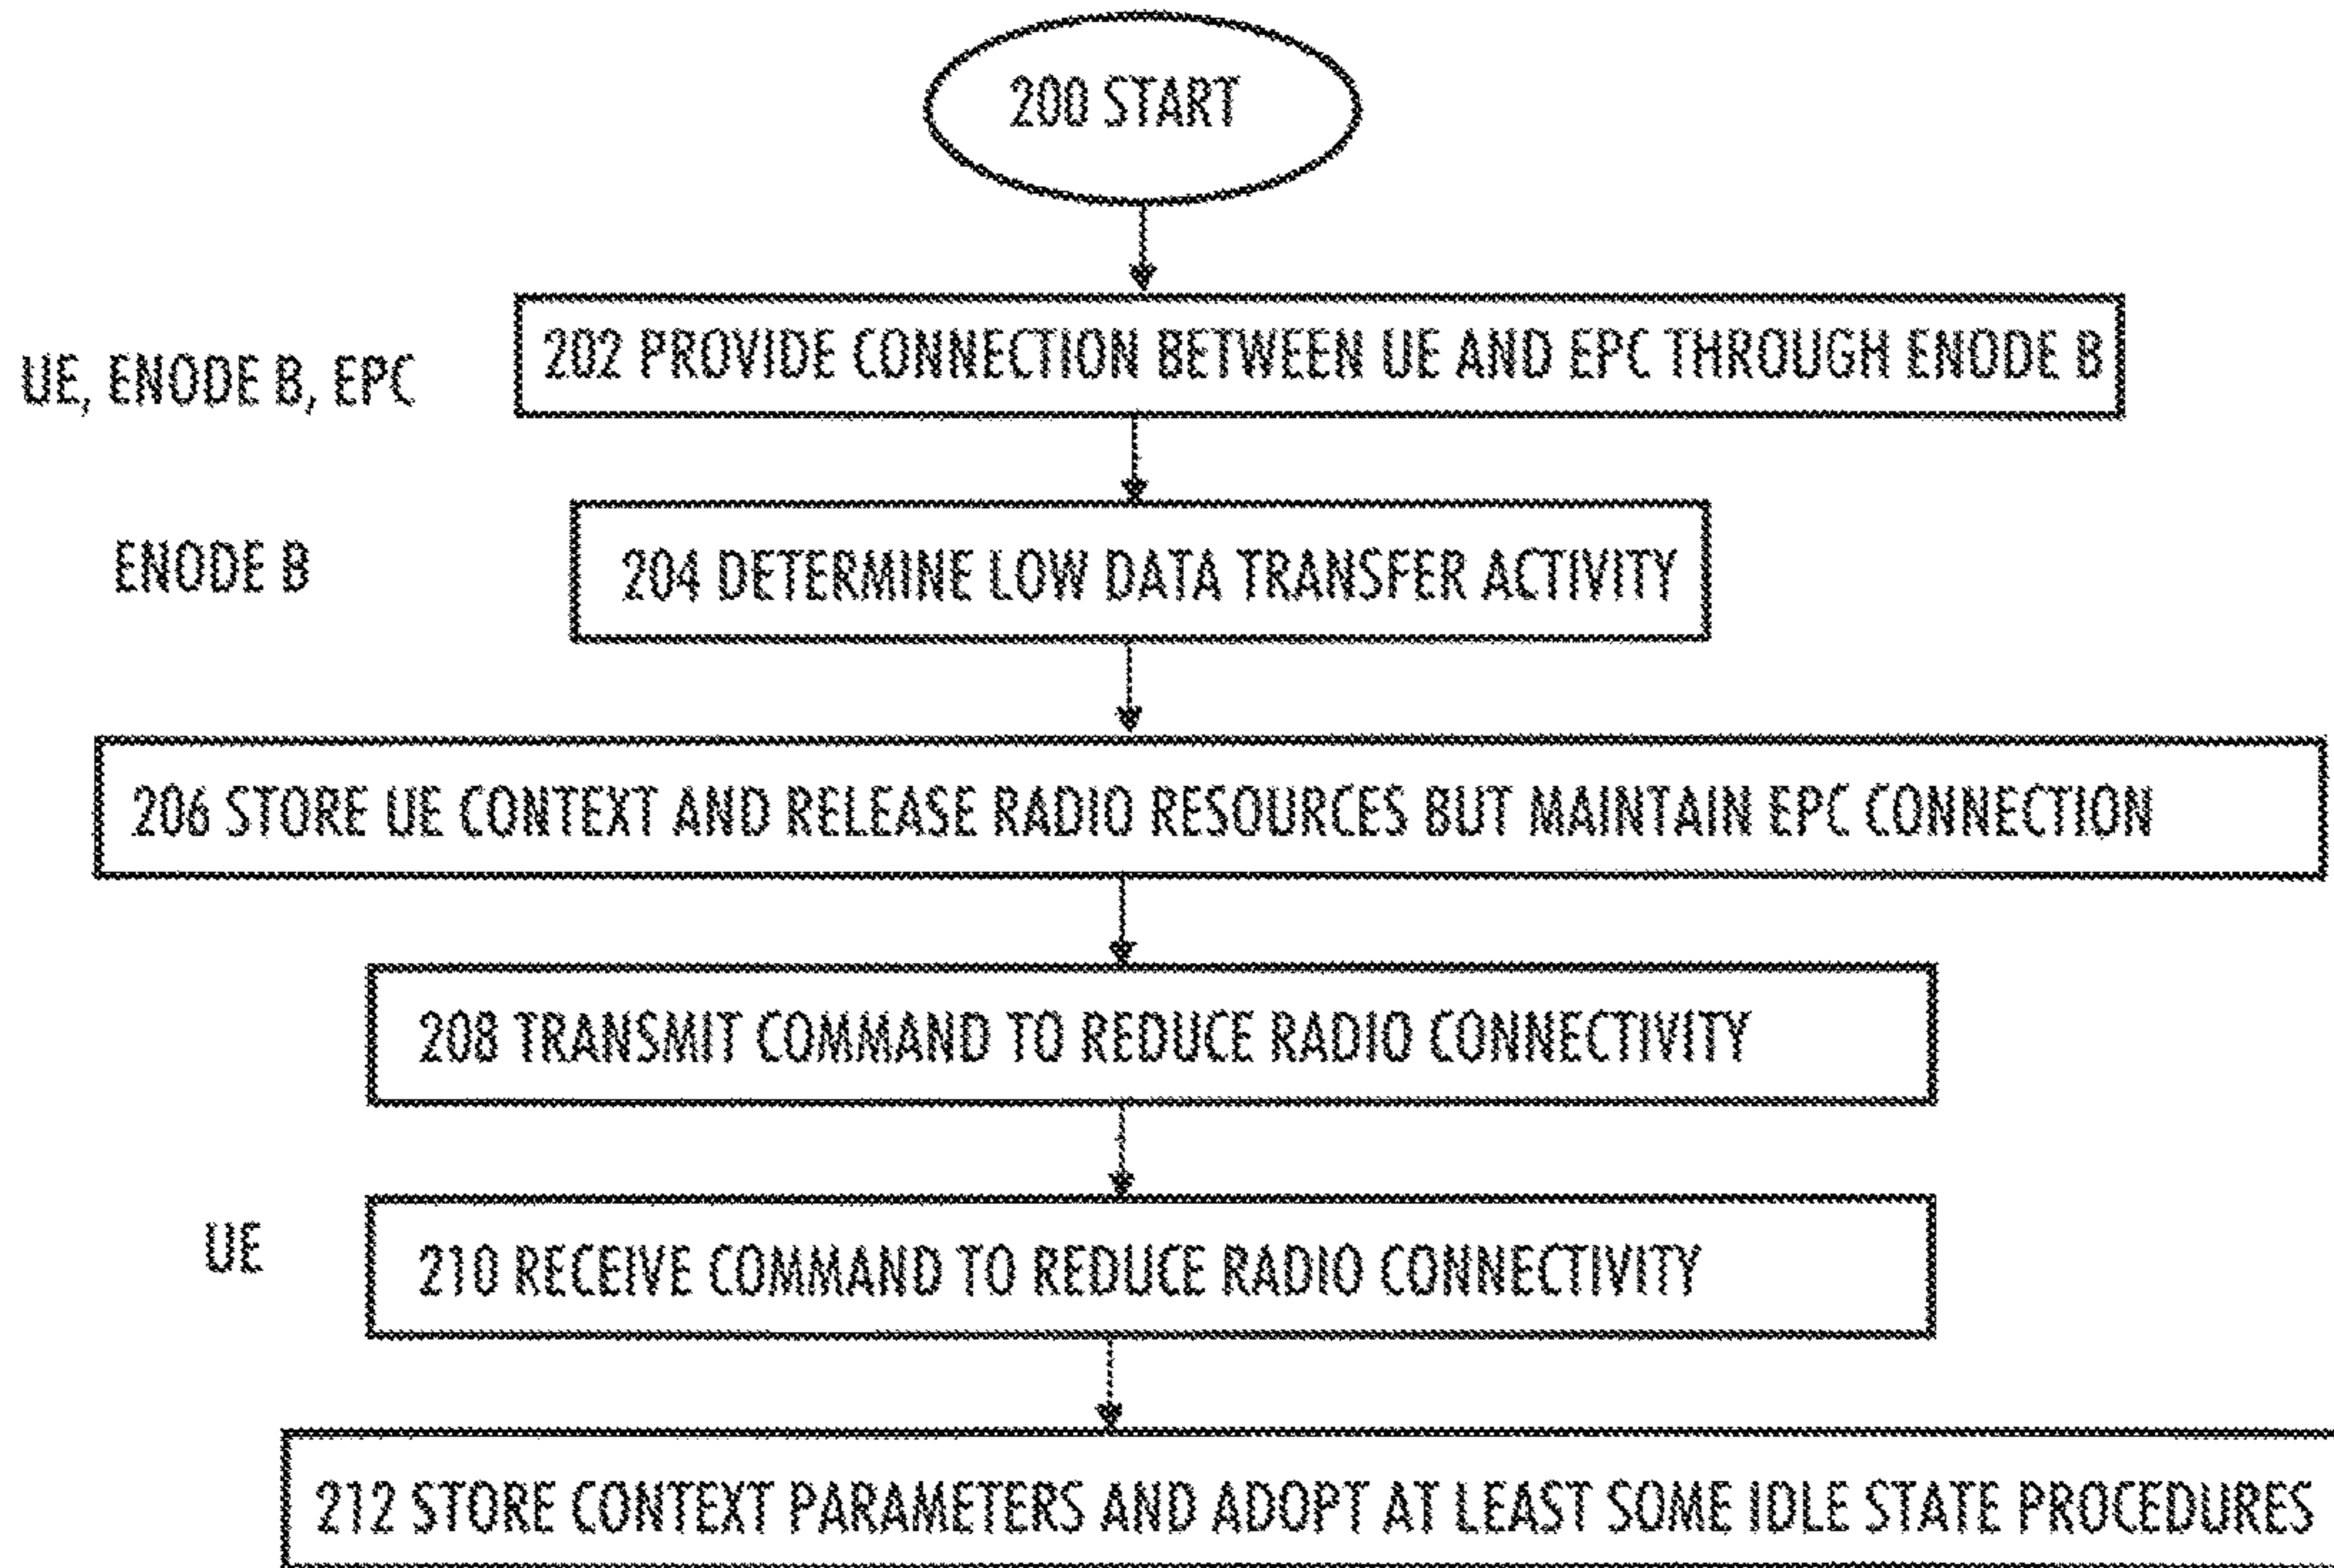 200 START
UE, ENODE B, EPC
202 PROVIDE CONNECTION BETWEEN UE AND EPC THROUGH ENODE B
ENODE B
204 DETERMINE LOW DATA TRANSFER ACTIVITY
206 STORE UE CONTEXT AND RELEASE RADIO RESOURCES BUT MAINTAIN EPC CONNECTION
208 TRANSMIT COMMAND TO REDUCE RADIO CONNECTIVITY
UE
210 RECEIVE COMMAND TO REDUCE RADIO CONNECTIVITY
212 STORE CONTEXT PARAMETERS AND ADOPT AT LEAST SOME IDLE STATE PROCEDURES